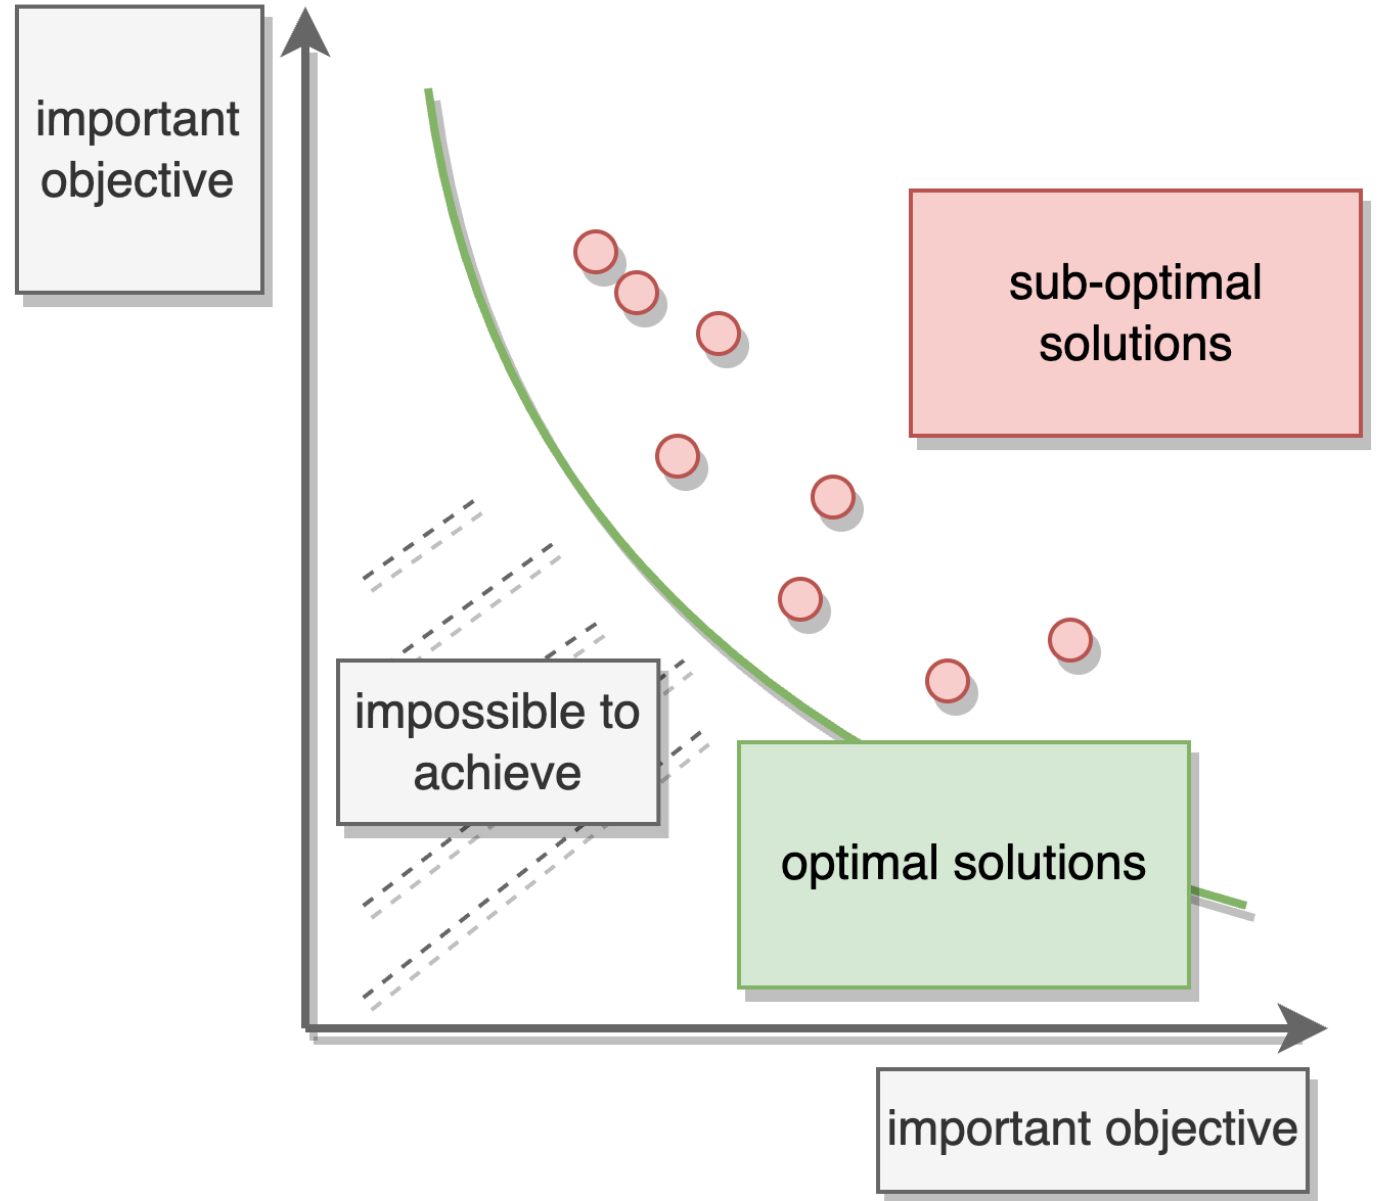 important
objective
sub-optimal
solutions
impossible to
achieve
optimal solutions
important objective